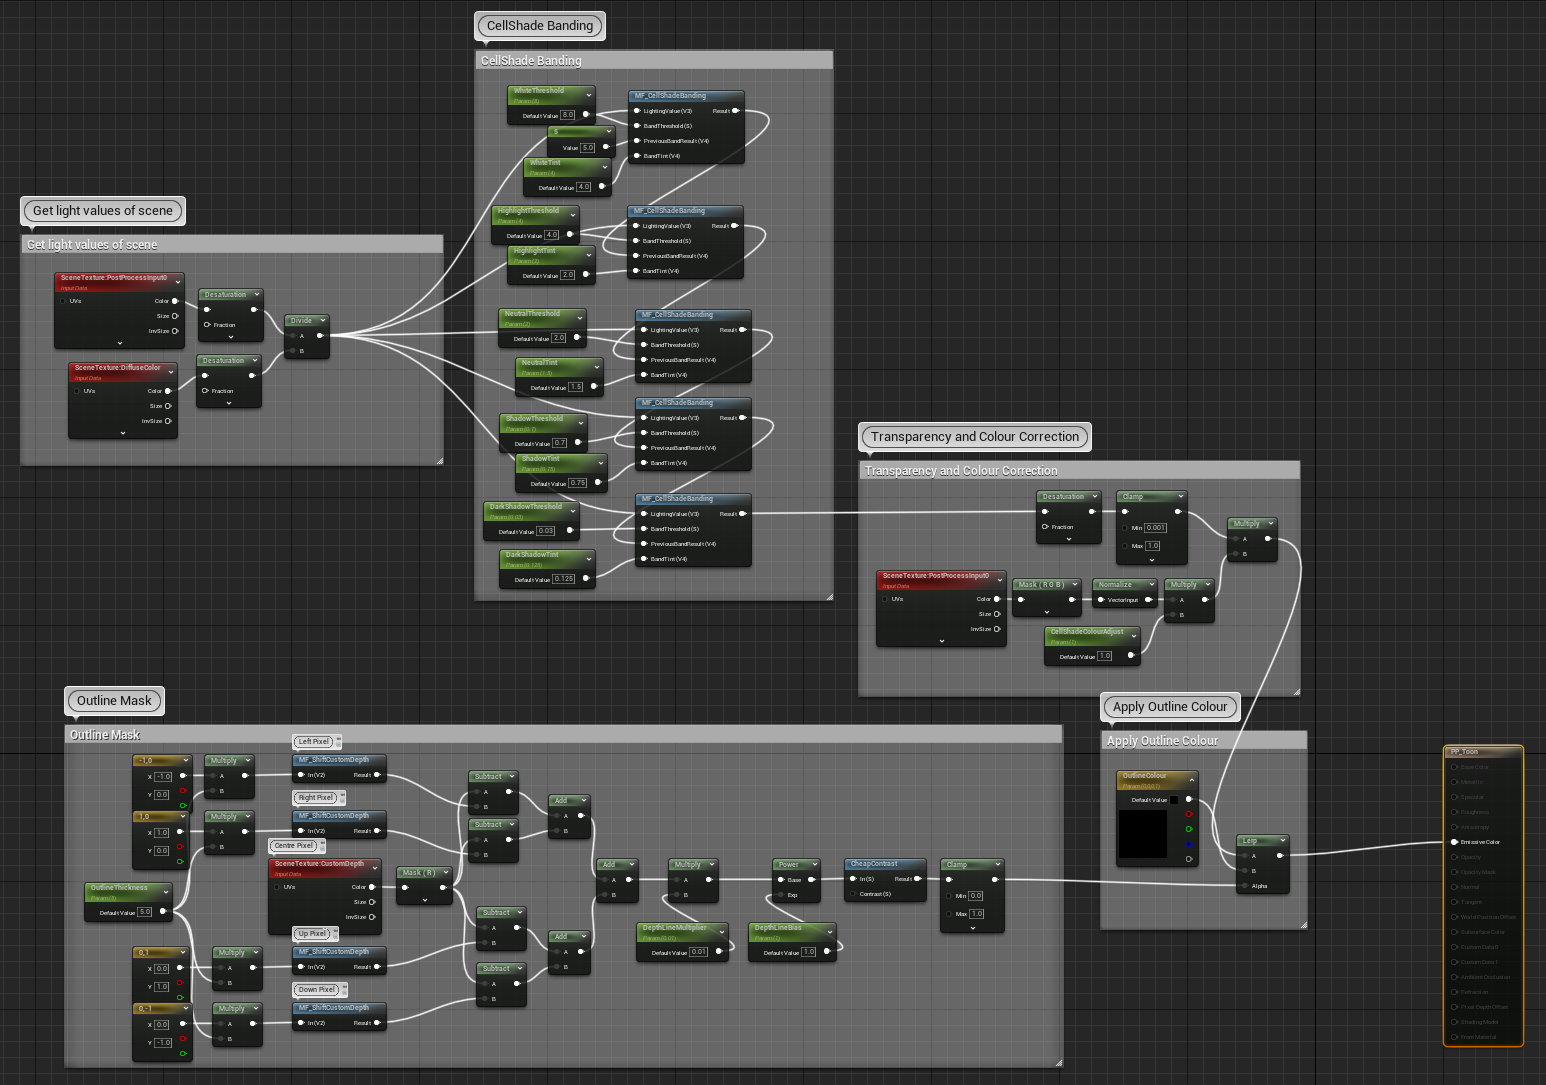 CellShade Banding
CellShade Banding
WhiteThreshold
Param (8)
Default Value 8.0
S
Value 5.0
WhiteTint
Param (4)
Default Value 4.0
MF_CellShadeBanding
LightingValue (V3) Result
BandThreshold (S)
PreviousBandResult (V4)
BandTint (V4)
HighlightThreshold
Param (4)
Default Value 4.0
HighlightTint
Param (2)
Default Value 2.0
MF_CellShadeBanding
LightingValue (V3) Result
BandThreshold (S)
PreviousBandResult (V4)
BandTint (V4)
NeutralThreshold
Param (2)
Default Value 2.0
NeutralTint
Param (1.5)
Default Value 1.5
MF_CellShadeBanding
LightingValue (V3) Result
BandThreshold (S)
PreviousBandResult (V4)
BandTint (V4)
ShadowThreshold
Param (0.7)
Default Value 0.7
ShadowTint
Param (0.75)
Default Value 0.75
MF_CellShadeBanding
LightingValue (V3) Result
BandThreshold (S)
PreviousBandResult (V4)
BandTint (V4)
DarkShadowThreshold
Param (0.03)
Default Value 0.03
DarkShadowTint
Param (0.125)
Default Value 0.125
MF_CellShadeBanding
LightingValue (V3) Result
BandThreshold (S)
PreviousBandResult (V4)
BandTint (V4)
Get light values of scene
Get light values of scene
SceneTexture:PostProcessInput0
Input Data
UVs Color
Size
InvSize
SceneTexture:DiffuseColor
Input Data
UVs Color
Size
InvSize
Desaturation
Fraction
Desaturation
Fraction
Divide
A
B
Transparency and Colour Correction
Transparency and Colour Correction
Desaturation
Fraction
Clamp
Min 0.001
Max 1.0
Multiply
A
B
SceneTexture:PostProcessInput0
Input Data
UVs Color
Size
InvSize
Mask ( R G B )
Normalize
VectorInput
Multiply
A
B
CellShadeColourAdjust
Param (1)
Default Value 1.0
Outline Mask
Outline Mask
-1,0
X -1.0
Y 0.0
Multiply
A
B
Left Pixel
MF_ShiftCustomDepth
In (V2) Result
1,0
X 1.0
Y 0.0
Multiply
A
B
Right Pixel
MF_ShiftCustomDepth
In (V2) Result
Centre Pixel
SceneTexture:CustomDepth
Input Data
UVs Color
Size
InvSize
Mask ( R )
OutlineThickness
Param (5)
Default Value 5.0
0,1
X 0.0
Y 1.0
Multiply
A
B
Up Pixel
MF_ShiftCustomDepth
In (V2) Result
0,-1
X 0.0
Y -1.0
Multiply
A
B
Down Pixel
MF_ShiftCustomDepth
In (V2) Result
Subtract
A
B
Subtract
A
B
Add
A
B
Subtract
A
B
Subtract
A
B
Add
A
B
Add
A
B
Multiply
A
B
DepthLineMultiplier
Param (0.01)
Default Value 0.01
Power
Base
Exp
DepthLineBias
Param (1)
Default Value 1.0
CheapContrast
In (S) Result
Contrast (S)
Clamp
Min 0.0
Max 1.0
Apply Outline Colour
Apply Outline Colour
OutlineColour
Param (0,0,0,1)
Default Value
Lerp
A
B
Alpha
PP_Toon
Base Color
Metallic
Specular
Roughness
Anisotropy
Emissive Color
Opacity
Opacity Mask
Normal
Tangent
World Position Offset
Subsurface Color
Custom Data 0
Custom Data 1
Ambient Occlusion
Refraction
Pixel Depth Offset
Shading Model
Front Material